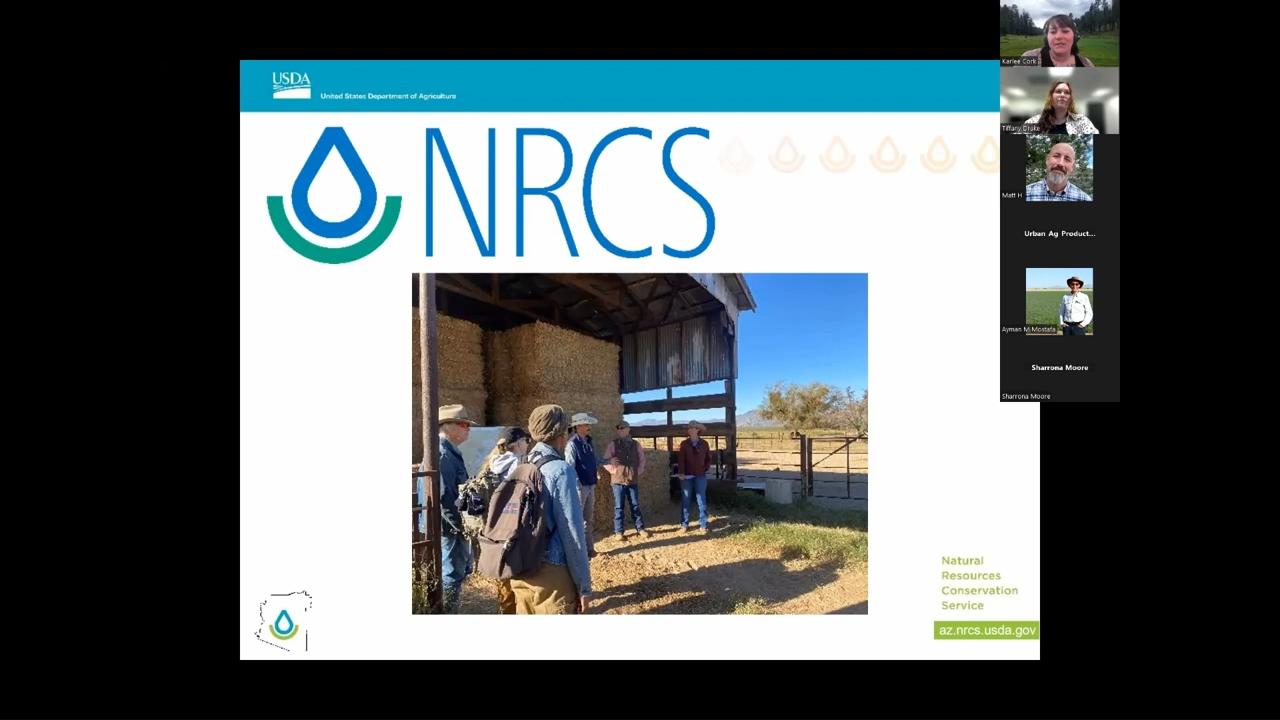 USDA
United States Department of Agriculture
NRCS
Natural
Resources
Conservation
Service
az.nrcs.usda.gov
Karlee Cork
Tiffany Drake
Matt H
Urban Ag Product...
Ayman M Mostafa
Sharrona Moore
Sharrona Moore